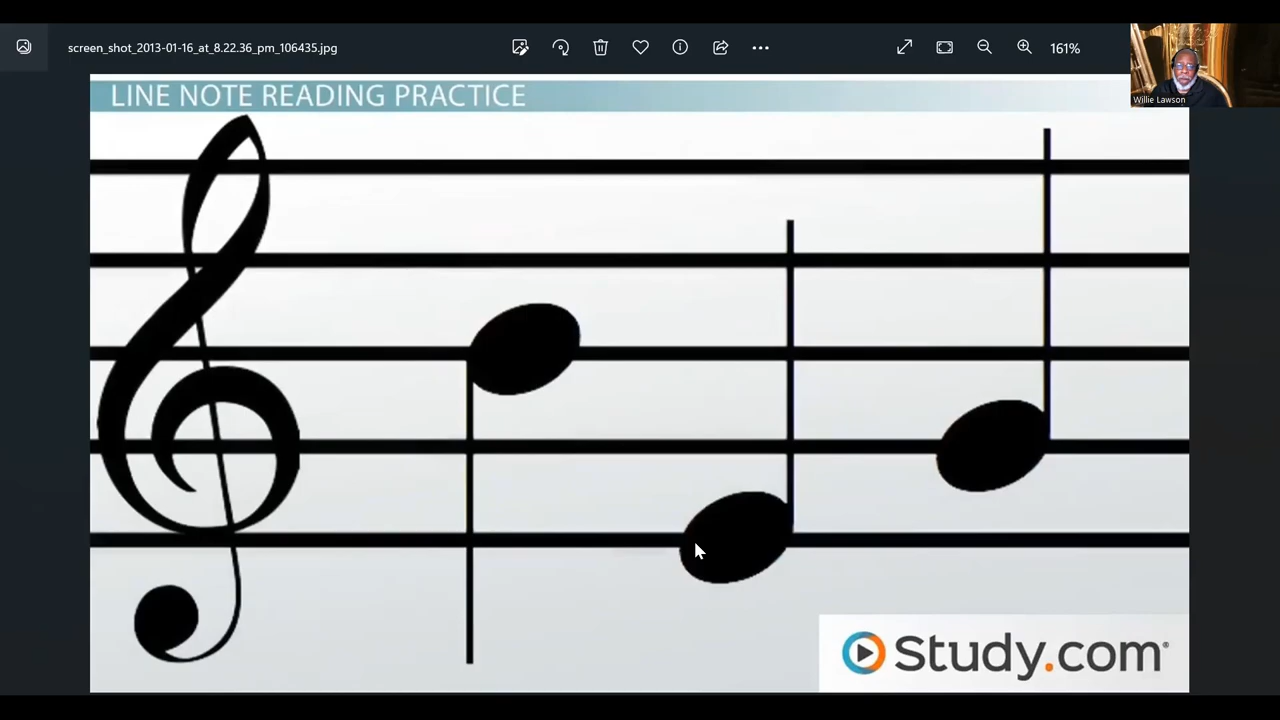 screen_shot_2013-01-16_at_8.22.36_pm_106435.jpg
161%
Willie Lawson
LINE NOTE READING PRACTICE
Study.com®